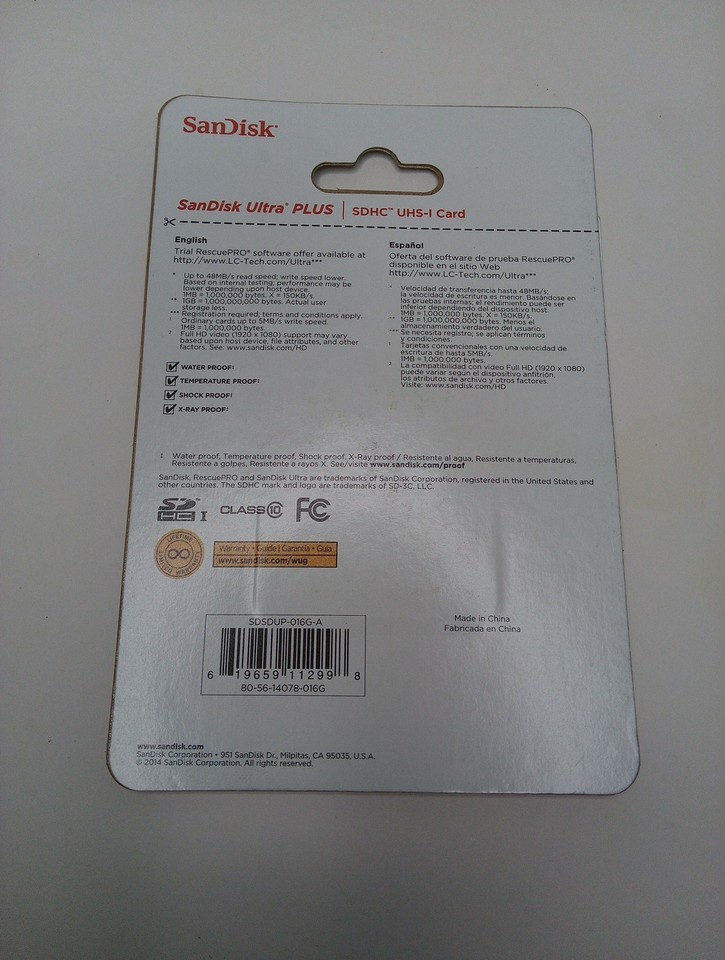 SanDisk®
SanDisk Ultra® PLUS | SDHC™ UHS-I Card
English
Trial RescuePRO® software offer available at
http://www.LC-Tech.com/Ultra***
* Up to 48MB/s read speed; write speed lower.
Based on internal testing; performance may be
lower depending upon host device.
1MB = 1,000,000 bytes. X = 150KB/s.
** 1GB = 1,000,000,000 bytes. Actual user
storage less.
*** Registration required; terms and conditions apply.
¹ Ordinary cards up to 5MB/s write speed.
1MB = 1,000,000 bytes.
² Full HD video (1920 x 1080) support may vary
based upon host device, file attributes, and other
factors. See: www.sandisk.com/HD
WATER PROOF‡
TEMPERATURE PROOF‡
SHOCK PROOF‡
X-RAY PROOF‡
Español
Oferta del software de prueba RescuePRO®
disponible en el sitio Web
http://www.LC-Tech.com/Ultra***
* Velocidad de transferencia hasta 48MB/s;
la velocidad de escritura es menor. Basándose en
las pruebas internas; el rendimiento puede ser
inferior dependiendo del dispositivo host.
1MB = 1,000,000 bytes. X = 150KB/s.
** 1GB = 1,000,000,000 bytes. Menos el
almacenamiento verdadero del usuario.
*** Se necesita registro; se aplican términos
y condiciones.
¹ Tarjetas convencionales con una velocidad de
escritura de hasta 5MB/s.
1MB = 1,000,000 bytes.
² La compatibilidad con video Full HD (1920 x 1080)
puede variar según el dispositivo anfitrión,
los atributos de archivo y otros factores.
Visite: www.sandisk.com/HD
‡ Water proof, Temperature proof, Shock proof, X-Ray proof / Resistente al agua, Resistente a temperaturas,
Resistente a golpes, Resistente a rayos X. See/visite www.sandisk.com/proof
SanDisk, RescuePRO and SanDisk Ultra are trademarks of SanDisk Corporation, registered in the United States and
other countries. The SDHC mark and logo are trademarks of SD-3C, LLC.
SD HC I CLASS 10 FC
LIFETIME LIMITED WARRANTY
Warranty • Guide | Garantía • Guía
www.sandisk.com/wug
SDSDUP-016G-A
6 19659 11299 8
80-56-14078-016G
Made in China
Fabricada en China
www.sandisk.com
SanDisk Corporation • 951 SanDisk Dr., Milpitas, CA 95035, U.S.A.
© 2014 SanDisk Corporation. All rights reserved.